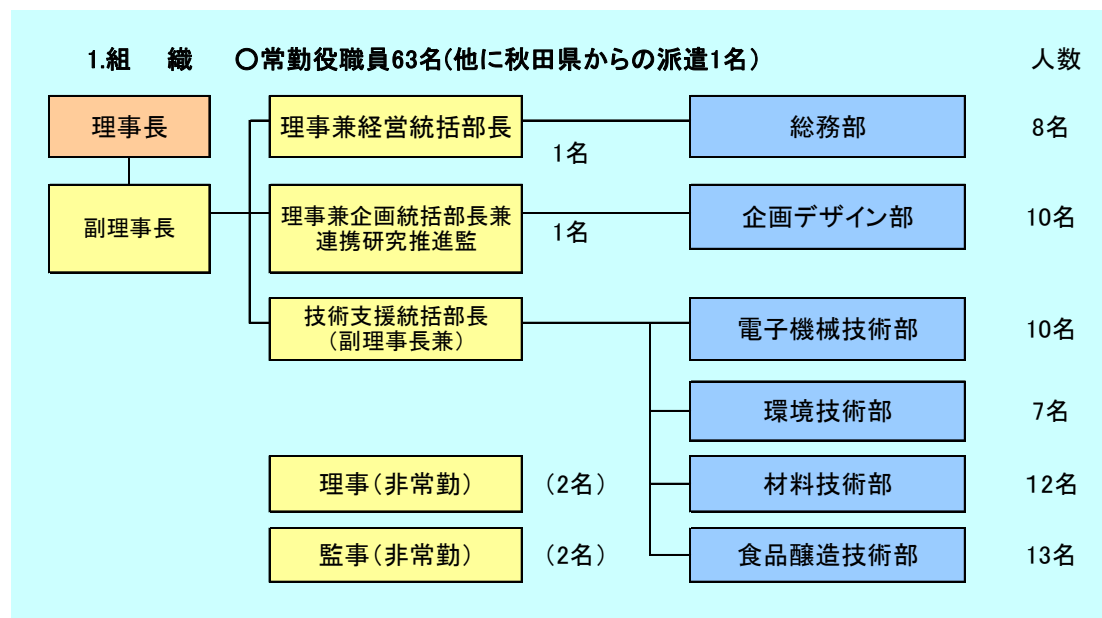 1.組　織　〇常勤役職員63名(他に秋田県からの派遣1名)　人数
理事長
理事兼経営統括部長
1名
総務部
8名
副理事長
理事兼企画統括部長兼
連携研究推進監
1名
企画デザイン部
10名
技術支援統括部長
(副理事長兼)
電子機械技術部
10名
環境技術部
7名
理事(非常勤)
(2名)
材料技術部
12名
監事(非常勤)
(2名)
食品醸造技術部
13名